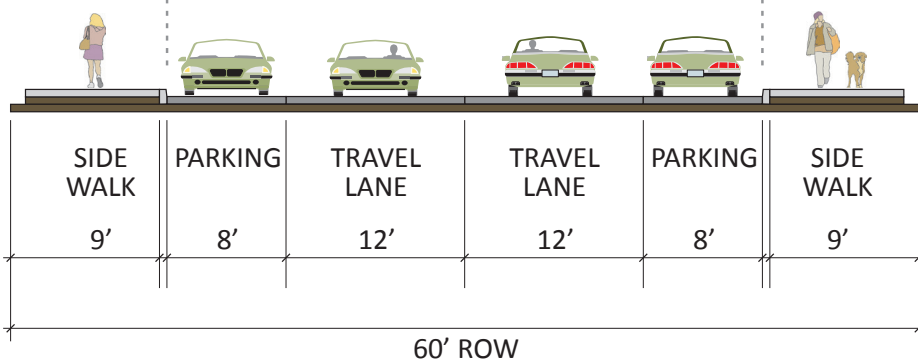 SIDE WALK
PARKING
TRAVEL LANE
TRAVEL LANE
PARKING
SIDE WALK
9’
8’
12’
12’
8’
9’
60’ ROW